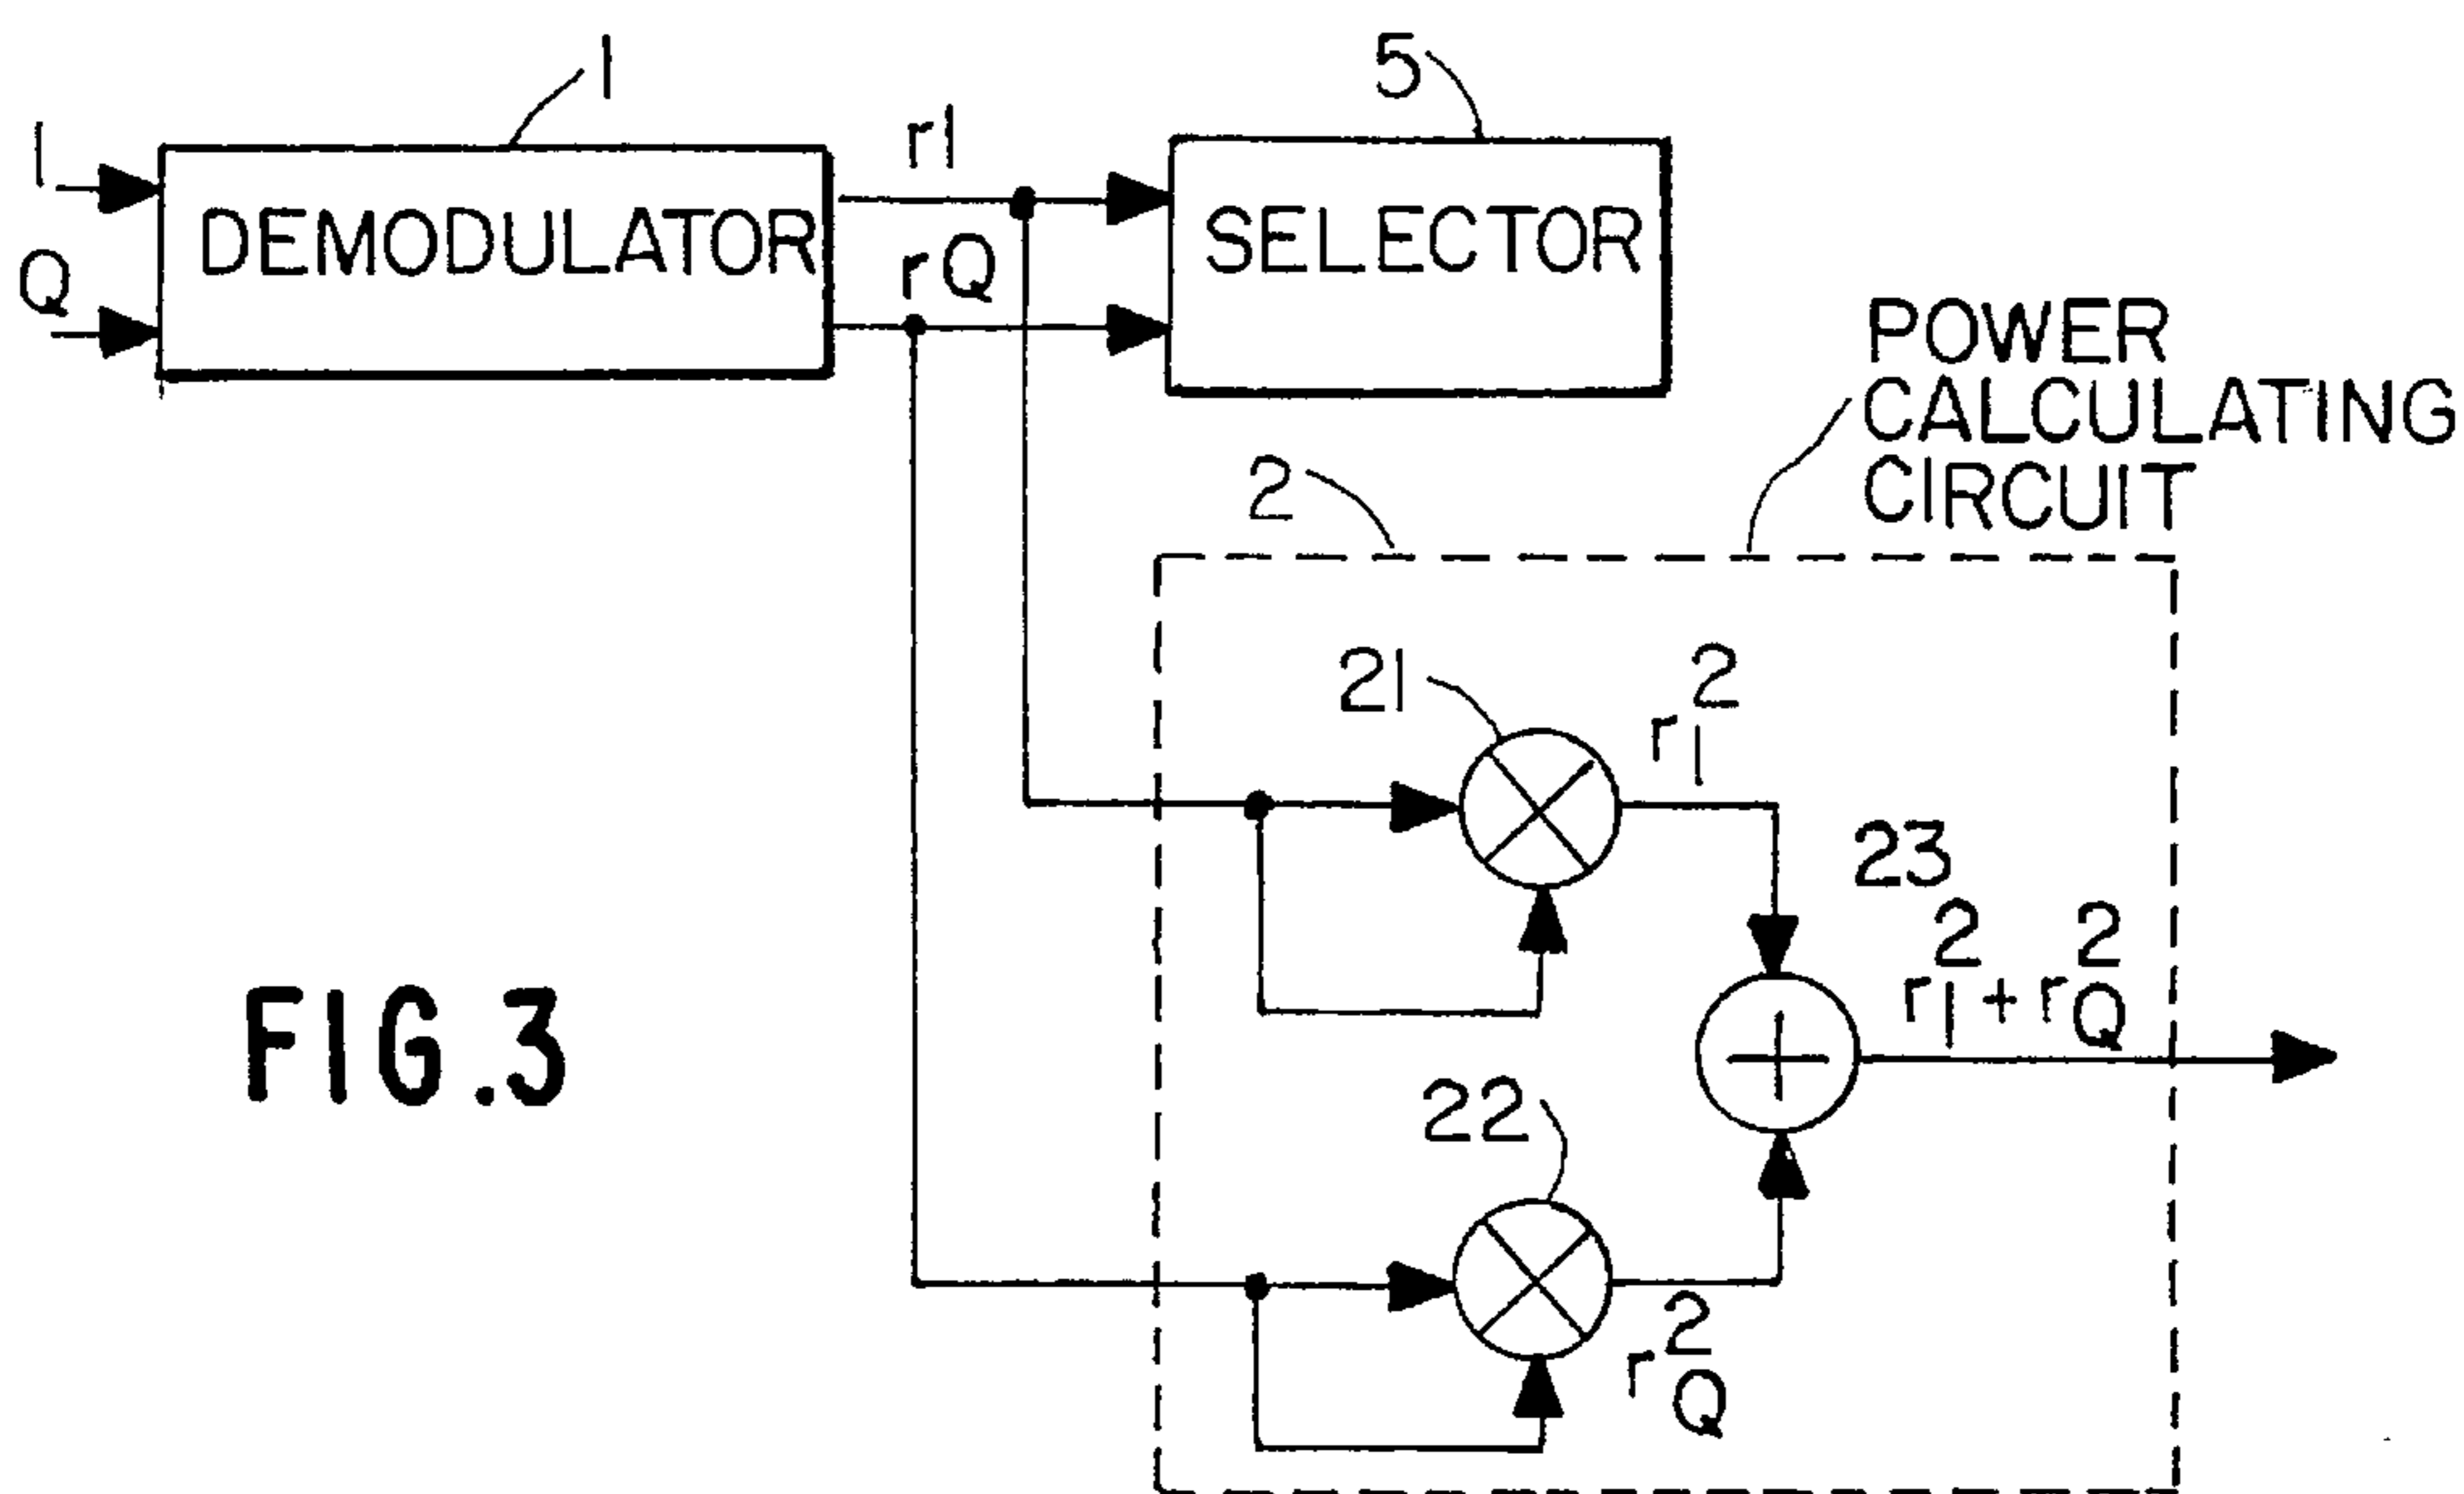 1
5
I
rI
DEMODULATOR
SELECTOR
Q
rQ
POWER
CALCULATING
CIRCUIT
2
21
r_I^2
23
r_I^2+r_Q^2
FIG.3
22
r_Q^2